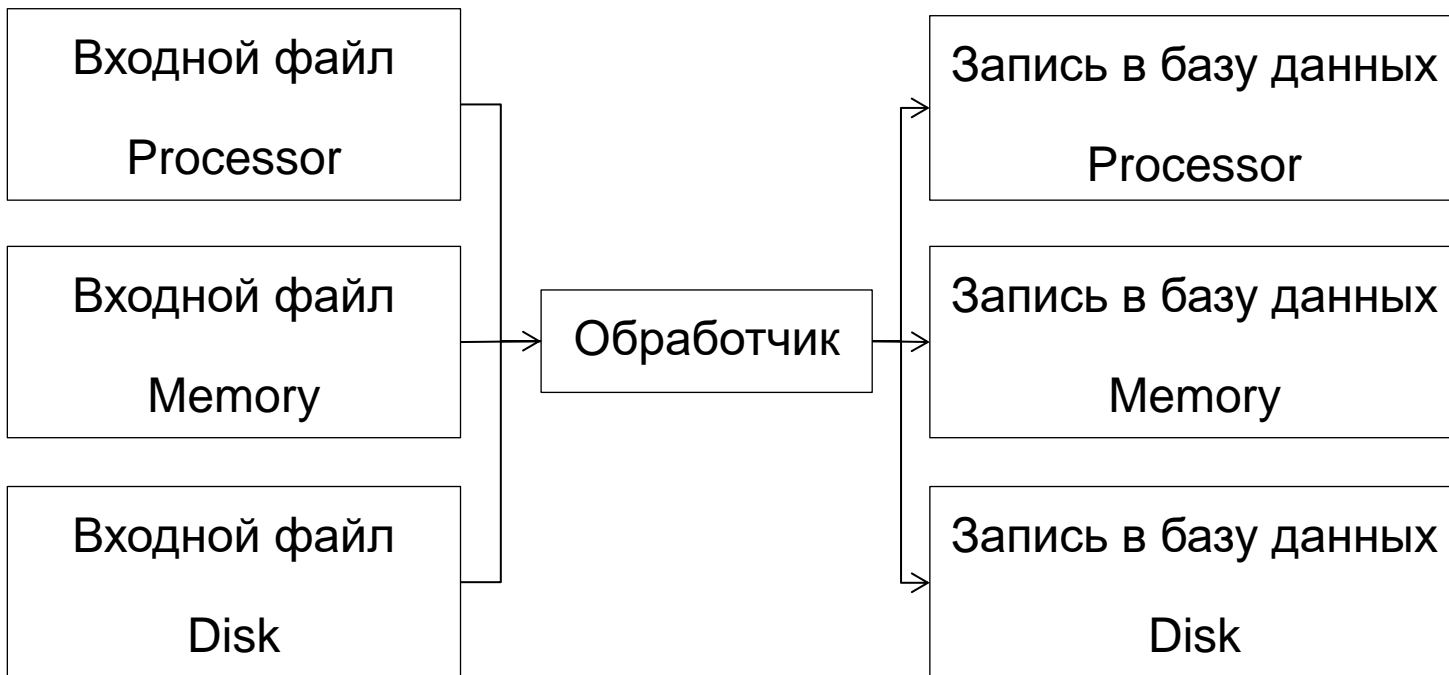 Входной файл
Processor
Входной файл
Memory
Входной файл
Disk
Обработчик
Запись в базу данных
Processor
Запись в базу данных
Memory
Запись в базу данных
Disk